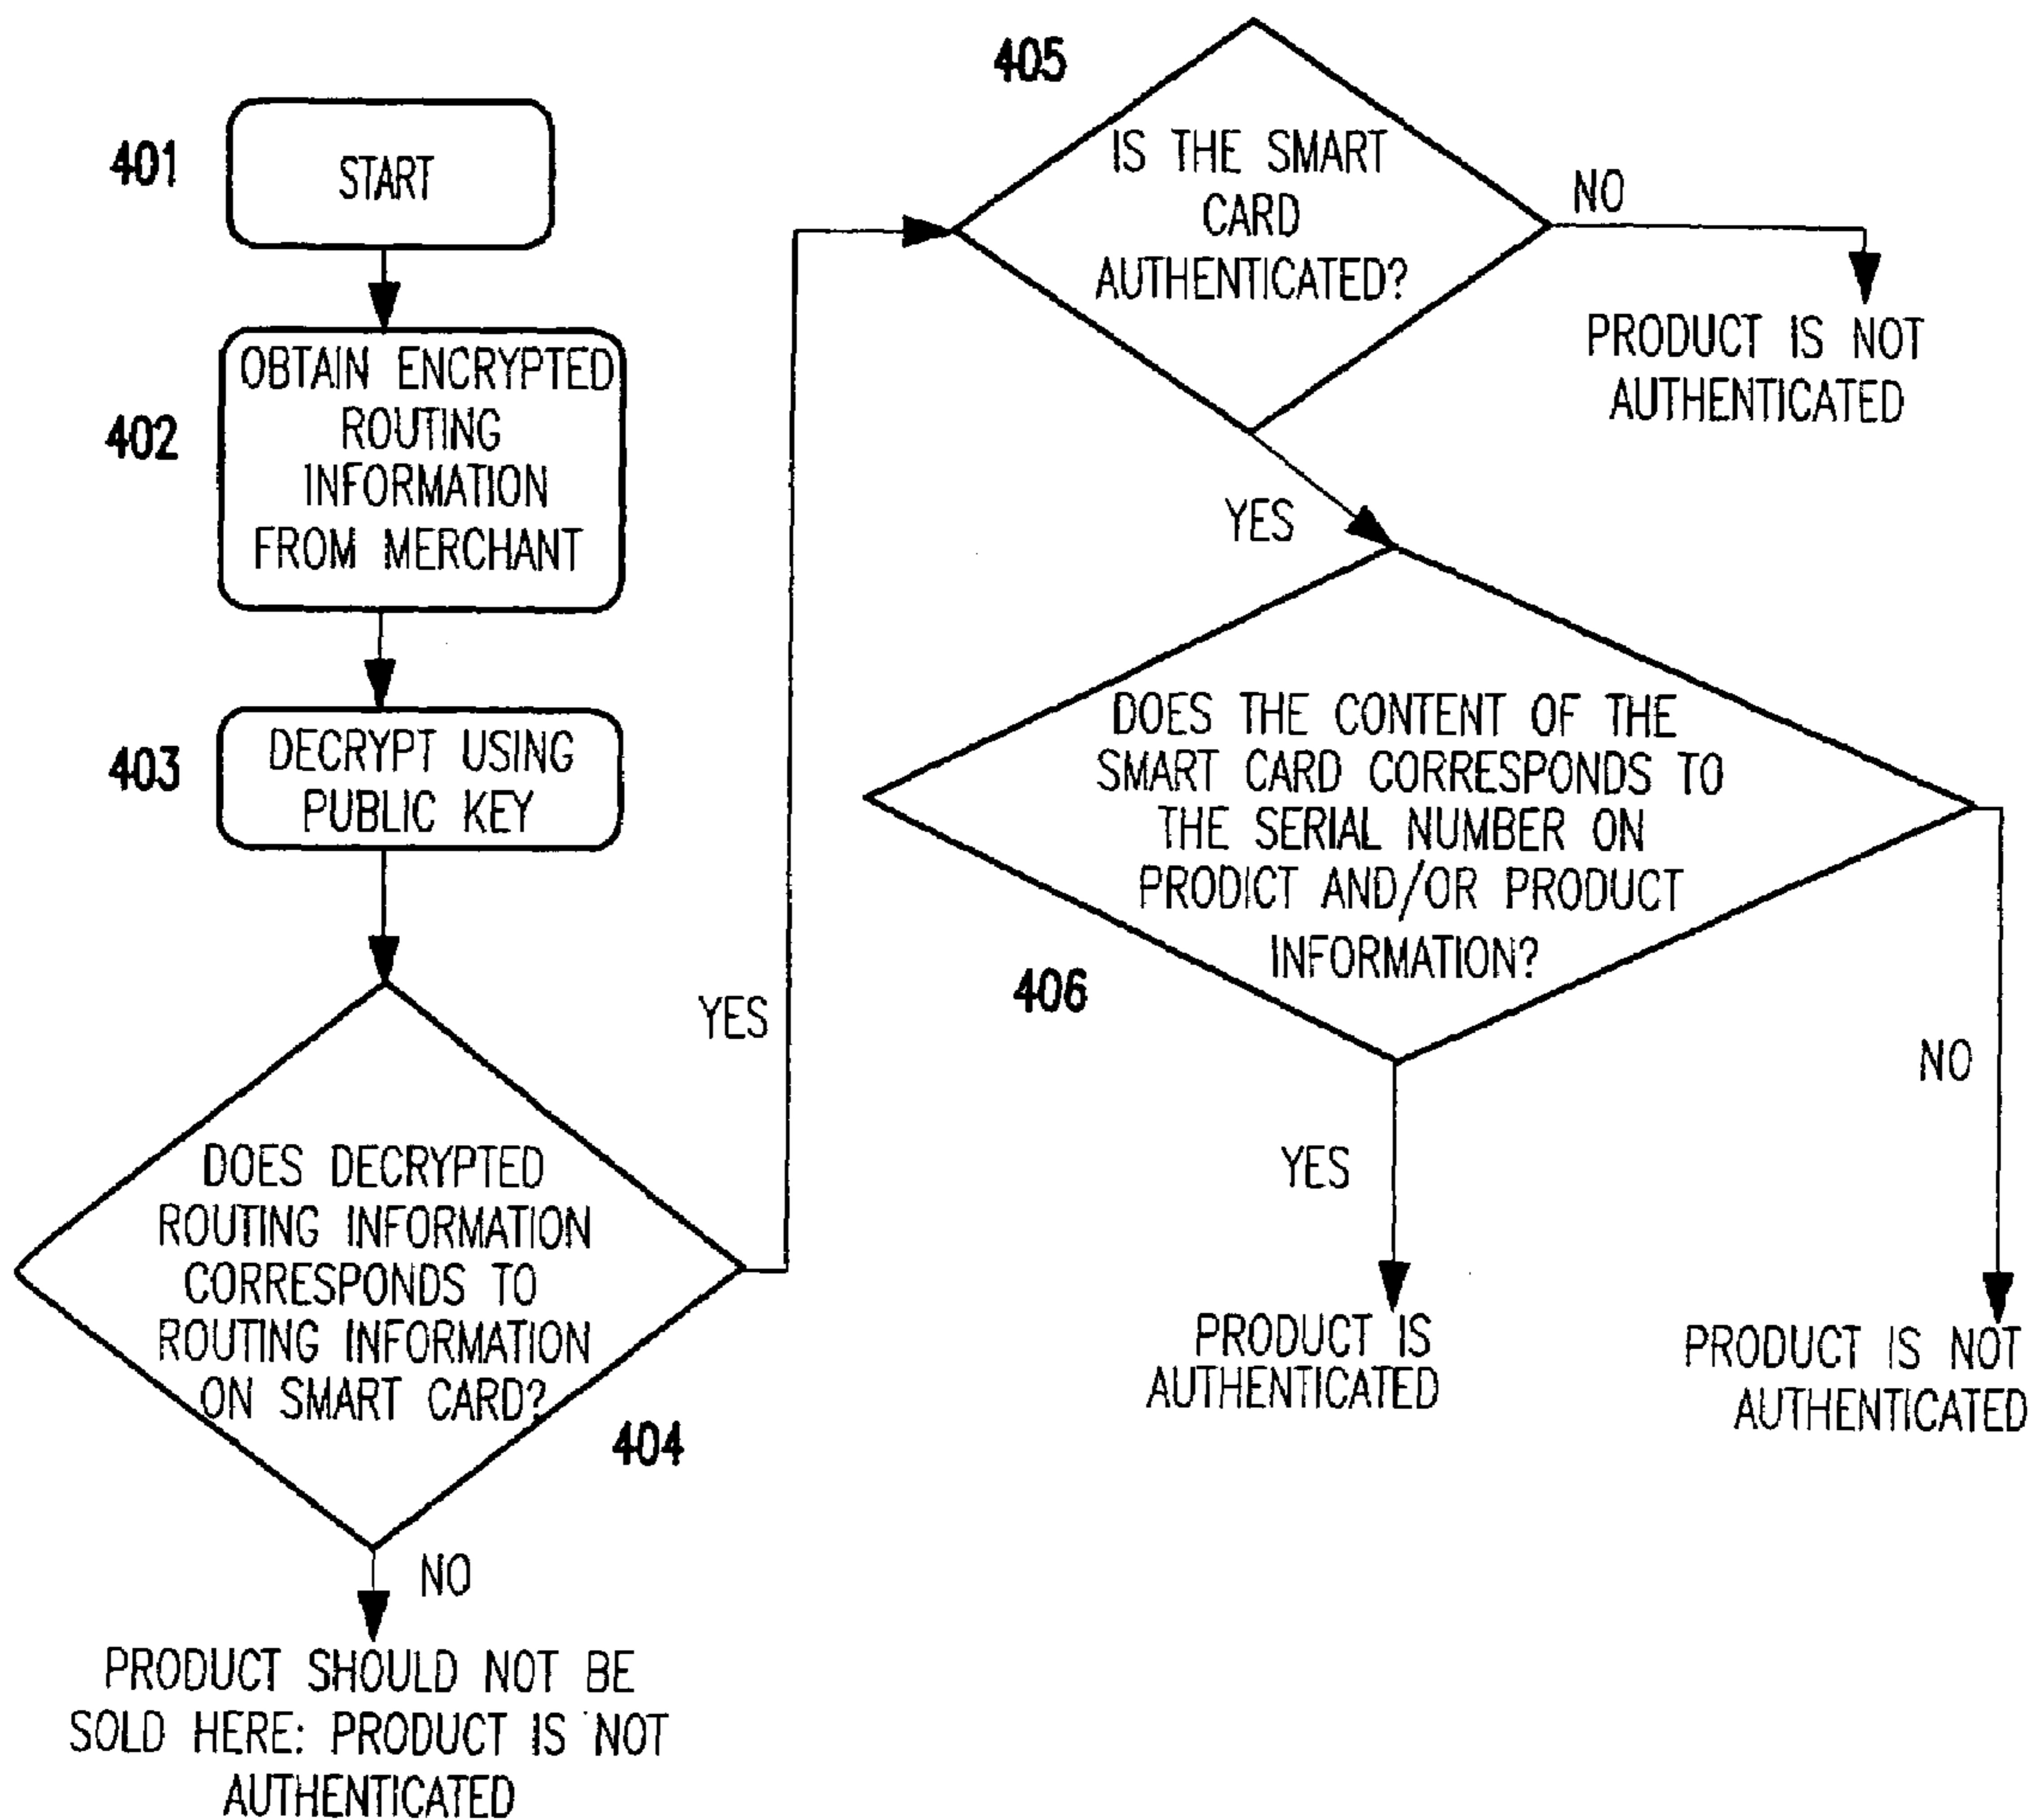 401
START
402
OBTAIN ENCRYPTED
ROUTING
INFORMATION
FROM MERCHANT
403
DECRYPT USING
PUBLIC KEY
DOES DECRYPTED
ROUTING INFORMATION
CORRESPONDS TO
ROUTING INFORMATION
ON SMART CARD?
404
YES
NO
PRODUCT SHOULD NOT BE
SOLD HERE: PRODUCT IS NOT
AUTHENTICATED
405
IS THE SMART
CARD
AUTHENTICATED?
NO
PRODUCT IS NOT
AUTHENTICATED
YES
DOES THE CONTENT OF THE
SMART CARD CORRESPONDS TO
THE SERIAL NUMBER ON
PRODICT AND/OR PRODUCT
INFORMATION?
406
YES
NO
PRODUCT IS
AUTHENTICATED
PRODUCT IS NOT
AUTHENTICATED